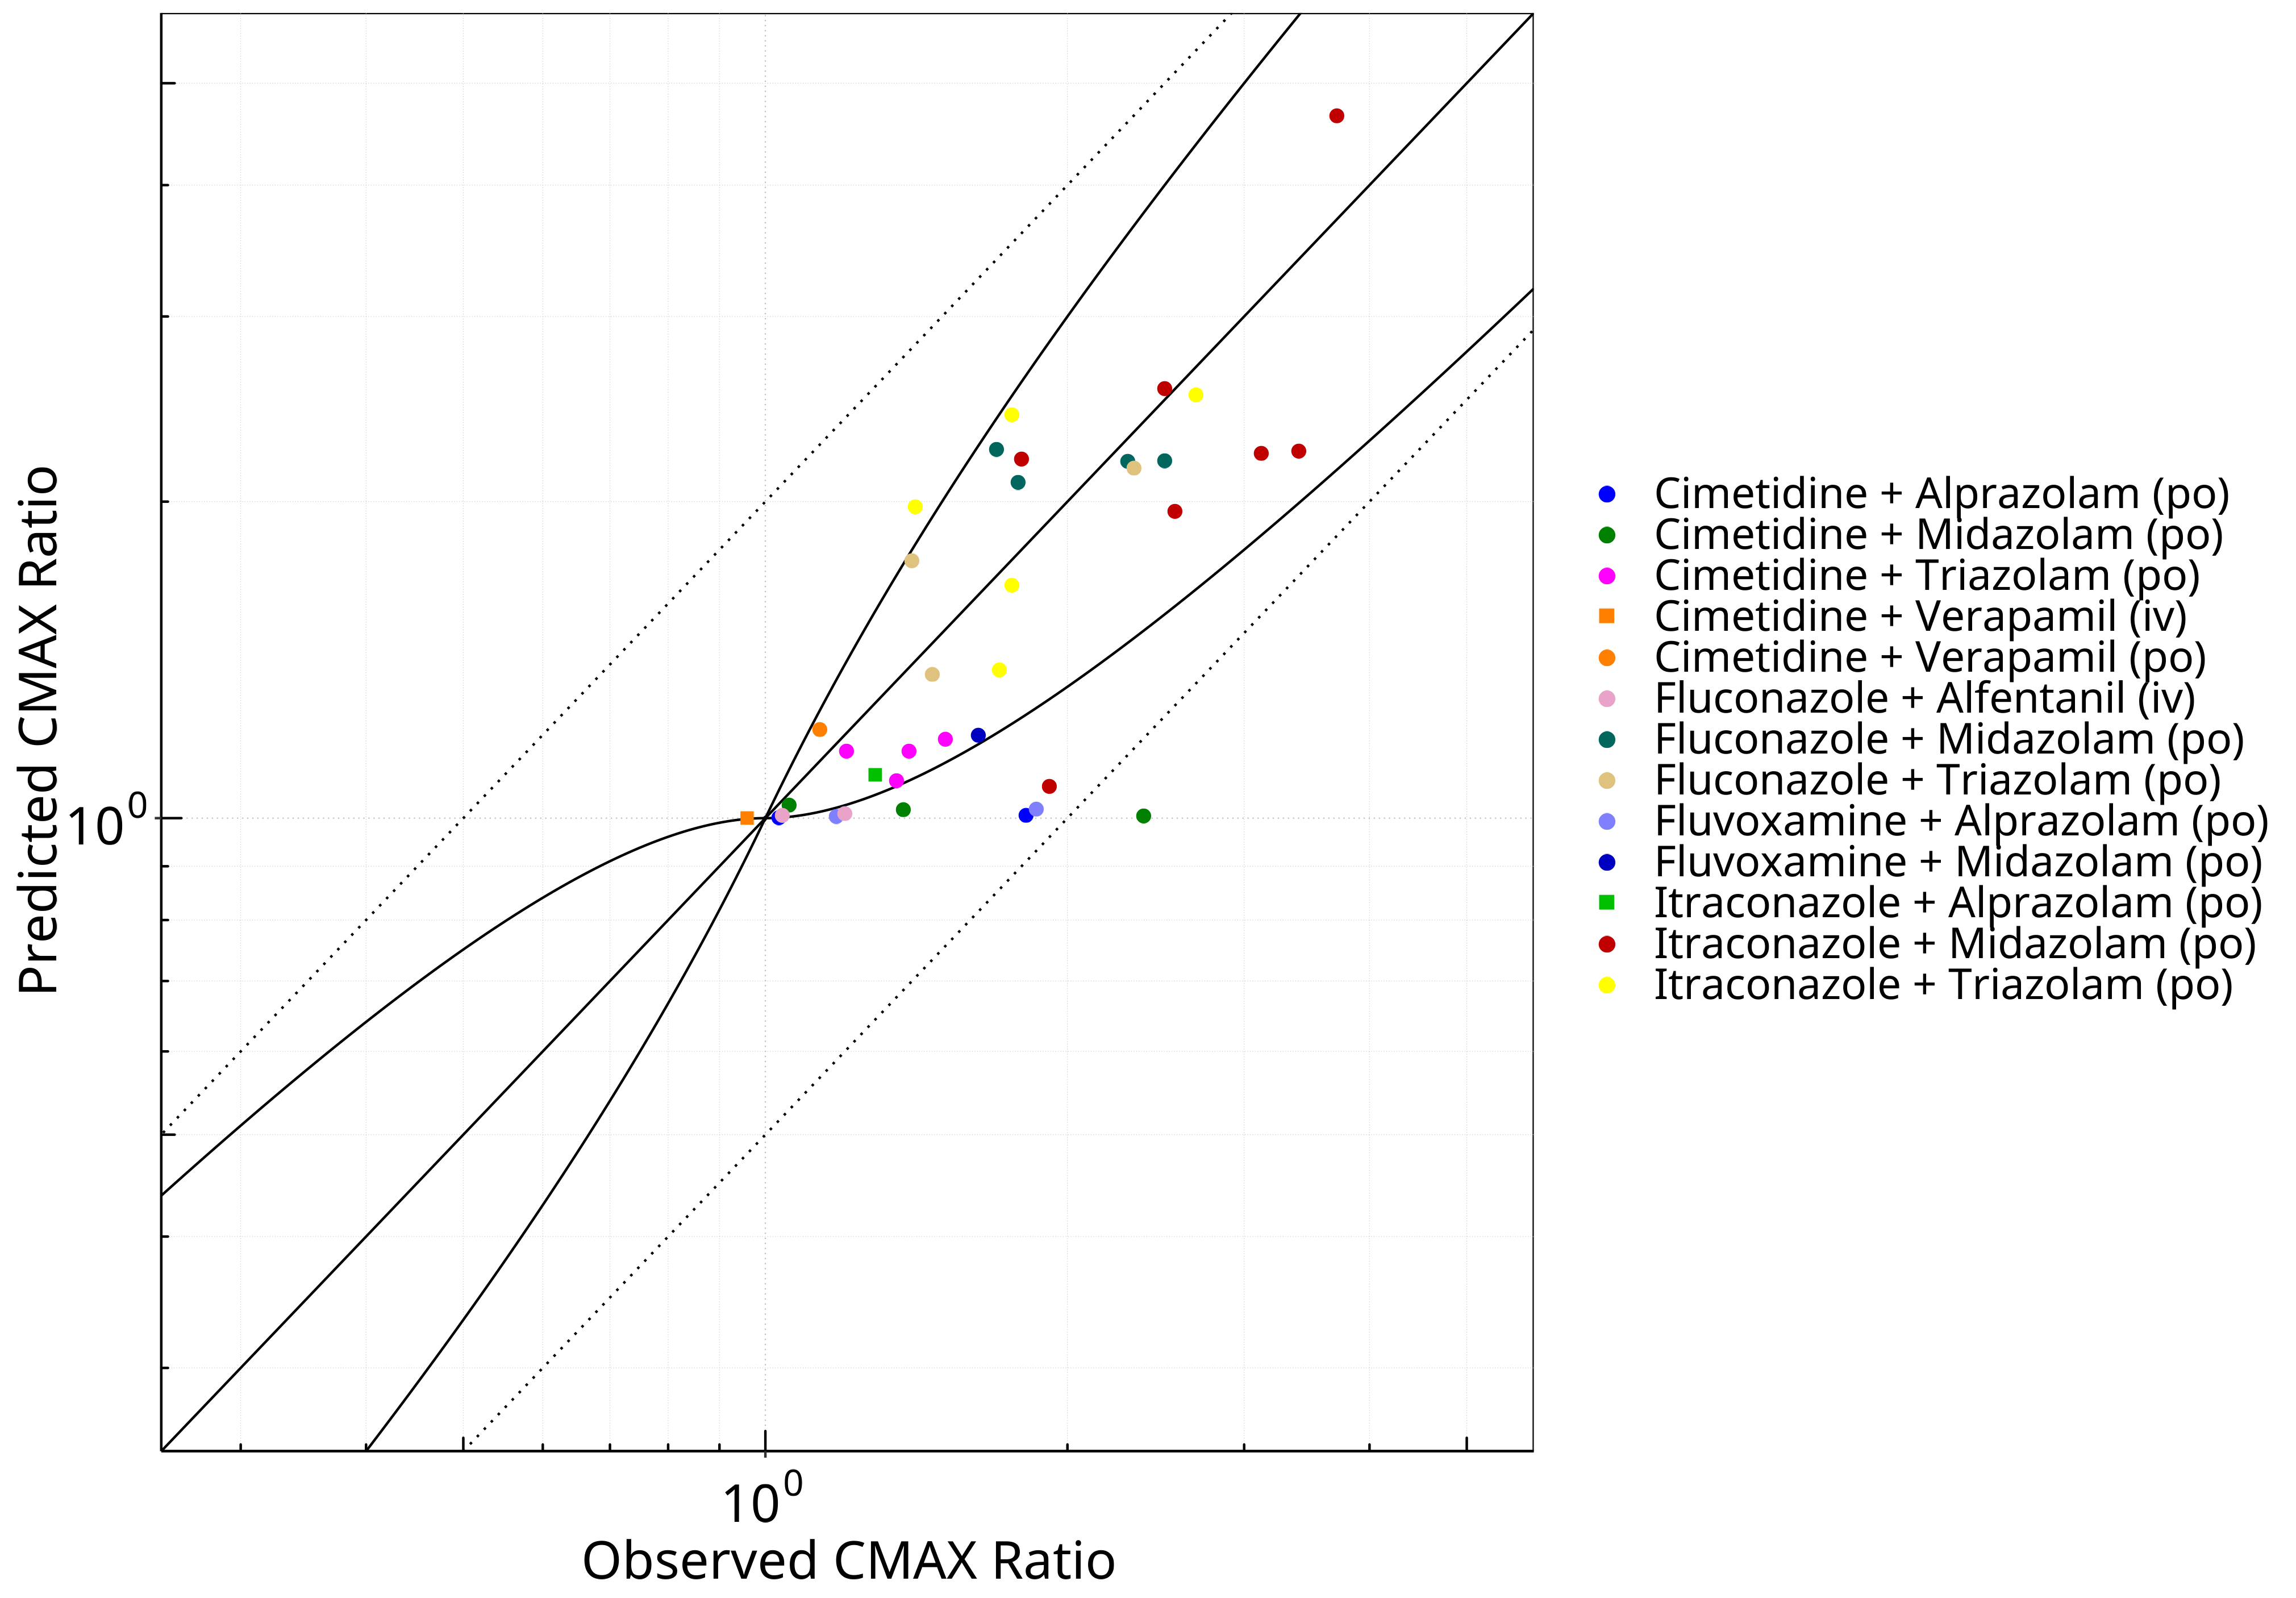 Predicted CMAX Ratio
10⁰
10⁰
Observed CMAX Ratio
Cimetidine + Alprazolam (po)
Cimetidine + Midazolam (po)
Cimetidine + Triazolam (po)
Cimetidine + Verapamil (iv)
Cimetidine + Verapamil (po)
Fluconazole + Alfentanil (iv)
Fluconazole + Midazolam (po)
Fluconazole + Triazolam (po)
Fluvoxamine + Alprazolam (po)
Fluvoxamine + Midazolam (po)
Itraconazole + Alprazolam (po)
Itraconazole + Midazolam (po)
Itraconazole + Triazolam (po)